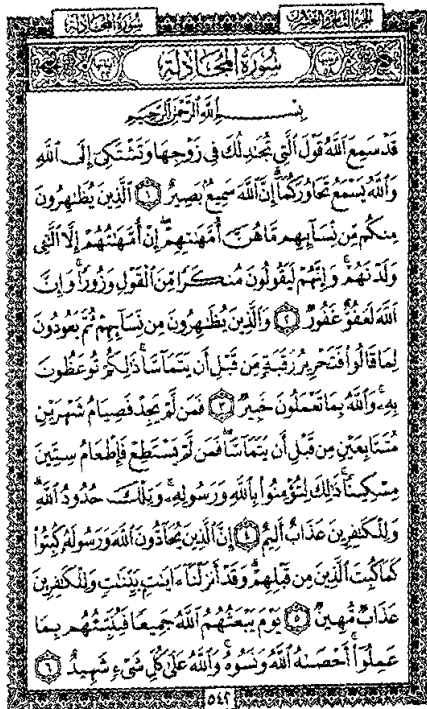 الجزء الثامن والعشرون سورة المجادلة
سُورَةُ المُجَادلة
بِسْمِ ٱللَّهِ ٱلرَّحْمَٰنِ ٱلرَّحِيمِ
قَدْ سَمِعَ ٱللَّهُ قَوْلَ ٱلَّتِى تُجَٰدِلُكَ فِى زَوْجِهَا وَتَشْتَكِىٓ إِلَى ٱللَّهِ
وَٱللَّهُ يَسْمَعُ تَحَاوُرَكُمَآ إِنَّ ٱللَّهَ سَمِيعٌۢ بَصِيرٌ ١ ٱلَّذِينَ يُظَٰهِرُونَ
مِنكُم مِّن نِّسَآئِهِم مَّا هُنَّ أُمَّهَٰتِهِمْ ۖ إِنْ أُمَّهَٰتُهُمْ إِلَّا ٱلَّٰٓـِٔى
وَلَدْنَهُمْ ۚ وَإِنَّهُمْ لَيَقُولُونَ مُنكَرًا مِّنَ ٱلْقَوْلِ وَزُورًا ۚ وَإِنَّ
ٱللَّهَ لَعَفُوٌّ غَفُورٌ ٢ وَٱلَّذِينَ يُظَٰهِرُونَ مِن نِّسَآئِهِمْ ثُمَّ يَعُودُونَ
لِمَا قَالُوا۟ فَتَحْرِيرُ رَقَبَةٍ مِّن قَبْلِ أَن يَتَمَآسَّا ۚ ذَٰلِكُمْ تُوعَظُونَ
بِهِۦ ۚ وَٱللَّهُ بِمَا تَعْمَلُونَ خَبِيرٌ ٣ فَمَن لَّمْ يَجِدْ فَصِيَامُ شَهْرَيْنِ
مُتَتَابِعَيْنِ مِن قَبْلِ أَن يَتَمَآسَّا ۖ فَمَن لَّمْ يَسْتَطِعْ فَإِطْعَامُ سِتِّينَ
مِسْكِينًا ۚ ذَٰلِكَ لِتُؤْمِنُوا۟ بِٱللَّهِ وَرَسُولِهِۦ ۚ وَتِلْكَ حُدُودُ ٱللَّهِ ۗ
وَلِلْكَٰفِرِينَ عَذَابٌ أَلِيمٌ ٤ إِنَّ ٱلَّذِينَ يُحَآدُّونَ ٱللَّهَ وَرَسُولَهُۥ كُبِتُوا۟
كَمَا كُبِتَ ٱلَّذِينَ مِن قَبْلِهِمْ ۚ وَقَدْ أَنزَلْنَآ ءَايَٰتٍۭ بَيِّنَٰتٍ ۚ وَلِلْكَٰفِرِينَ
عَذَابٌ مُّهِينٌ ٥ يَوْمَ يَبْعَثُهُمُ ٱللَّهُ جَمِيعًا فَيُنَبِّئُهُم بِمَا
عَمِلُوٓا۟ ۚ أَحْصَىٰهُ ٱللَّهُ وَنَسُوهُ ۚ وَٱللَّهُ عَلَىٰ كُلِّ شَىْءٍ شَهِيدٌ ٦
٥٤٢